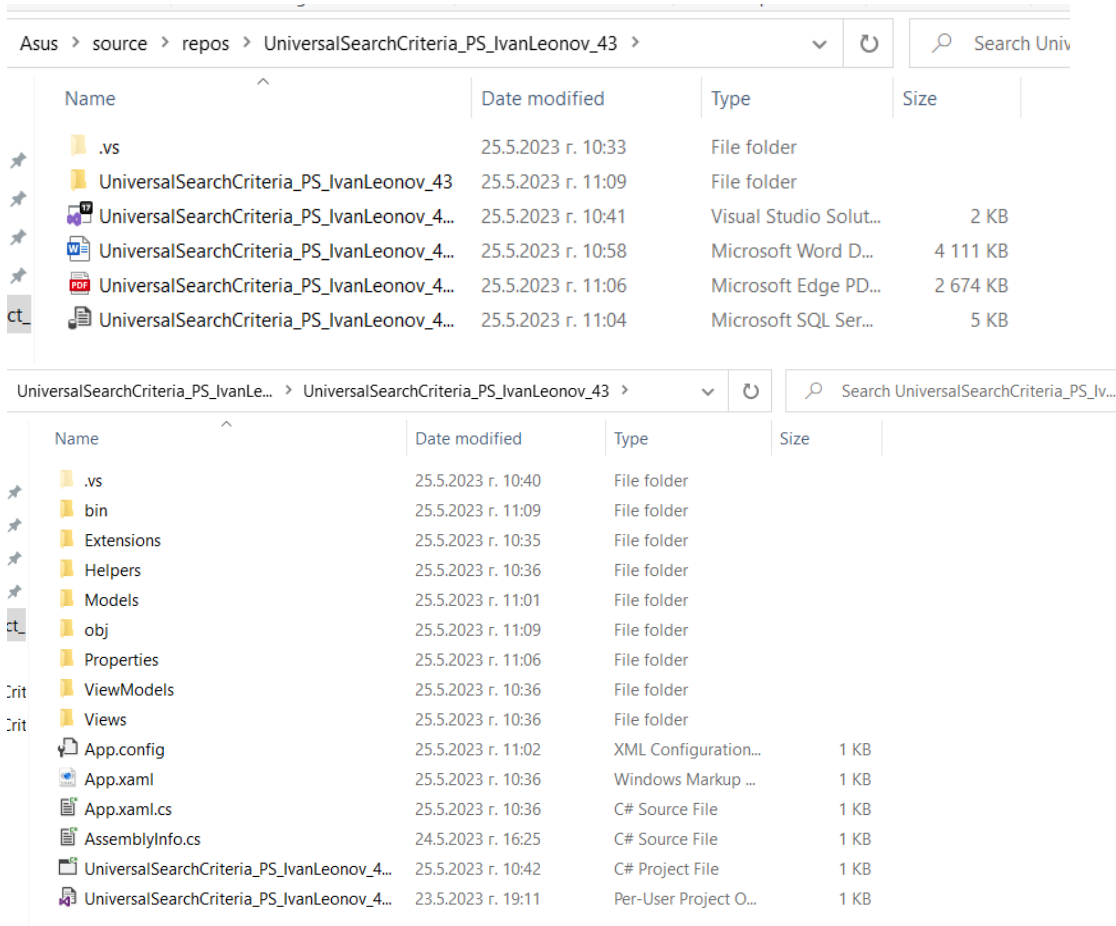 Asus > source > repos > UniversalSearchCriteria_PS_IvanLeonov_43 > Search Univ
Name Date modified Type Size
.vs 25.5.2023 г. 10:33 File folder
UniversalSearchCriteria_PS_IvanLeonov_43 25.5.2023 г. 11:09 File folder
17 UniversalSearchCriteria_PS_IvanLeonov_4... 25.5.2023 г. 10:41 Visual Studio Solut... 2 KB
W UniversalSearchCriteria_PS_IvanLeonov_4... 25.5.2023 г. 10:58 Microsoft Word D... 4 111 KB
PDF UniversalSearchCriteria_PS_IvanLeonov_4... 25.5.2023 г. 11:06 Microsoft Edge PD... 2 674 KB
ct_ UniversalSearchCriteria_PS_IvanLeonov_4... 25.5.2023 г. 11:04 Microsoft SQL Ser... 5 KB
UniversalSearchCriteria_PS_IvanLe... > UniversalSearchCriteria_PS_IvanLeonov_43 > Search UniversalSearchCriteria_PS_Iv...
Name Date modified Type Size
.vs 25.5.2023 г. 10:40 File folder
bin 25.5.2023 г. 11:09 File folder
Extensions 25.5.2023 г. 10:35 File folder
Helpers 25.5.2023 г. 10:36 File folder
Models 25.5.2023 г. 11:01 File folder
ct_ obj 25.5.2023 г. 11:09 File folder
Properties 25.5.2023 г. 11:06 File folder
Crit ViewModels 25.5.2023 г. 10:36 File folder
Crit Views 25.5.2023 г. 10:36 File folder
App.config 25.5.2023 г. 11:02 XML Configuration... 1 KB
App.xaml 25.5.2023 г. 10:36 Windows Markup ... 1 KB
App.xaml.cs 25.5.2023 г. 10:36 C# Source File 1 KB
AssemblyInfo.cs 24.5.2023 г. 16:25 C# Source File 1 KB
UniversalSearchCriteria_PS_IvanLeonov_4... 25.5.2023 г. 10:42 C# Project File 1 KB
UniversalSearchCriteria_PS_IvanLeonov_4... 23.5.2023 г. 19:11 Per-User Project O... 1 KB